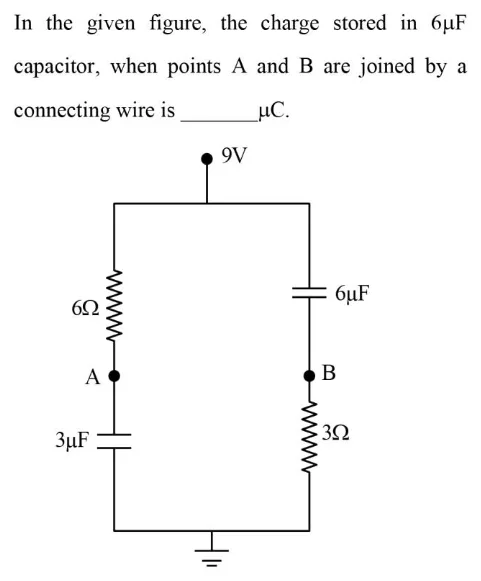 In the given figure, the charge stored in 6μF
capacitor, when points A and B are joined by a
connecting wire is _______μC.
9V
6μF
6Ω
A
B
3μF
3Ω